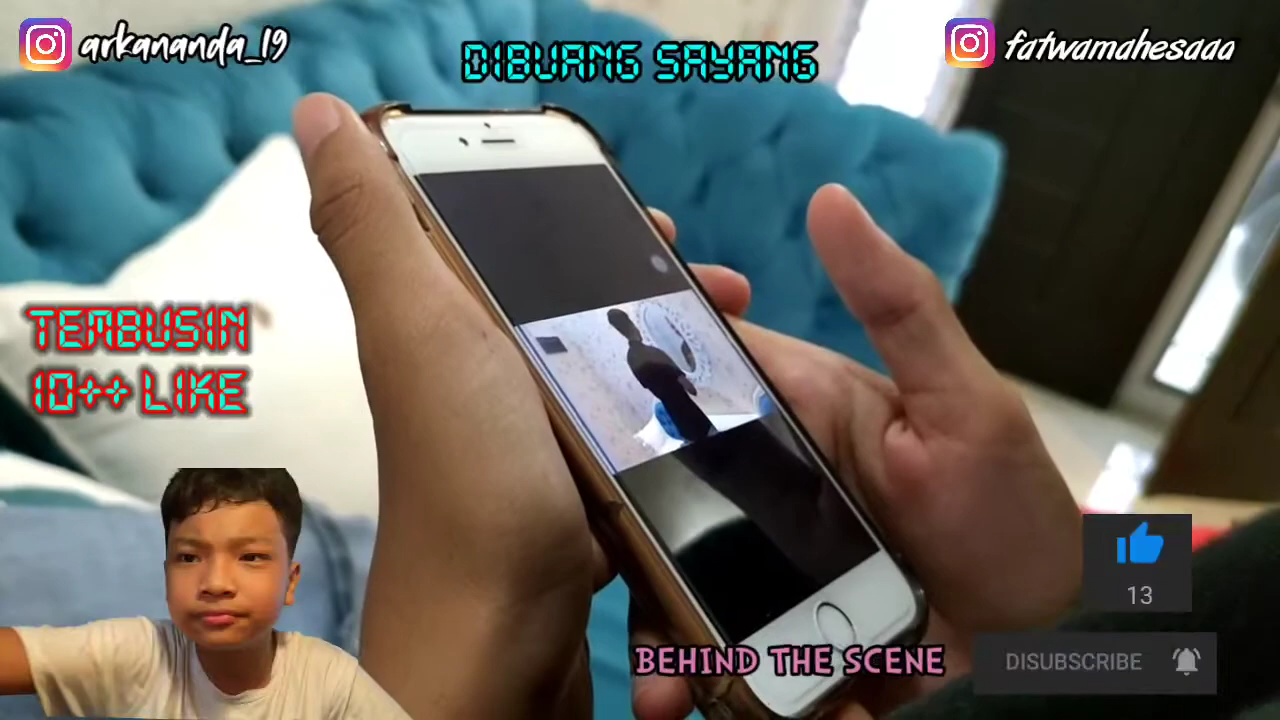 arkananda_19
DIBUANG SAYANG
fatwamahesaaa
TEMBUSIN
10++ LIKE
13
BEHIND THE SCENE
DISUBSCRIBE